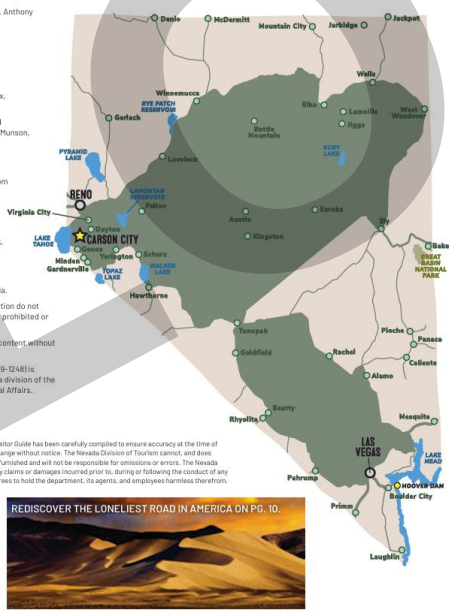 . Anthony
x.
Munson,
om
s.
da.
tion do not
prohibited or
content without
9-1248) is
a division of the
al Affairs.
isitor Guide has been carefully compiled to ensure accuracy at the time of
ange without notice. The Nevada Division of Tourism cannot, and does
furnished and will not be responsible for omissions or errors. The Nevada
y claims or damages incurred prior to, during or following the conduct of any
rees to hold the department, its agents, and employees harmless therefrom.
REDISCOVER THE LONELIEST ROAD IN AMERICA ON PG. 10.
Denio
McDermitt
Mountain City
Jarbidge
Jackpot
Wells
Winnemucca
RYE PATCH
RESERVOIR
Elko
Lamoille
West
Wendover
Gerlach
Battle
Mountain
Jiggs
RUBY
LAKE
PYRAMID
LAKE
Lovelock
RENO
LAHONTAN
RESERVOIR
Virginia City
Fallon
Austin
Eureka
Ely
Dayton
LAKE
TAHOE
CARSON CITY
Kingston
Baker
Genoa
Yerington
Schurz
Minden
Gardnerville
TOPAZ
LAKE
WALKER
LAKE
GREAT
BASIN
NATIONAL
PARK
Hawthorne
Tonopah
Pioche
Panaca
Goldfield
Rachel
Caliente
Alamo
Beatty
Rhyolite
Mesquite
LAS
VEGAS
LAKE
MEAD
Pahrump
HOOVER DAM
Boulder City
Primm
Laughlin